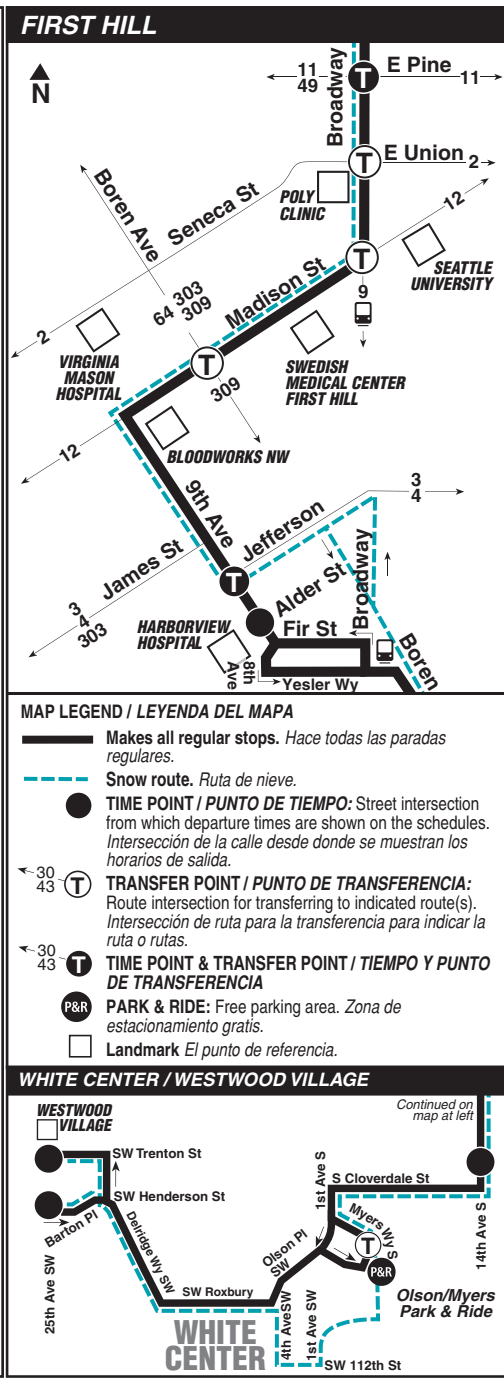 FIRST HILL
N
11
49
E Pine
11
Broadway
E Union
2
POLY
CLINIC
Boren Ave
Seneca St
12
SEATTLE
UNIVERSITY
9
Madison St
64 303
309
2
VIRGINIA
MASON
HOSPITAL
SWEDISH
MEDICAL CENTER
FIRST HILL
309
12
BLOODWORKS NW
9th Ave
Jefferson
3
4
James St
3
4
303
Alder St
Broadway
Boren
HARBORVIEW
HOSPITAL
Fir St
8th
Ave
Yesler Wy
MAP LEGEND / LEYENDA DEL MAPA
Makes all regular stops. Hace todas las paradas
regulares.
Snow route. Ruta de nieve.
TIME POINT / PUNTO DE TIEMPO: Street intersection
from which departure times are shown on the schedules.
Intersección de la calle desde donde se muestran los
horarios de salida.
30
43
T
TRANSFER POINT / PUNTO DE TRANSFERENCIA:
Route intersection for transferring to indicated route(s).
Intersección de ruta para la transferencia para indicar la
ruta o rutas.
30
43
T
TIME POINT & TRANSFER POINT / TIEMPO Y PUNTO
DE TRANSFERENCIA
P&R
PARK & RIDE: Free parking area. Zona de
estacionamiento gratis.
Landmark El punto de referencia.
WHITE CENTER / WESTWOOD VILLAGE
WESTWOOD
VILLAGE
Continued on
map at left
SW Trenton St
SW Henderson St
Barton Pl
25th Ave SW
Delridge Wy SW
SW Roxbury
WHITE
CENTER
Olson Pl
SW
4th Ave SW
1st Ave SW
1st Ave S
S Cloverdale St
Myers Wy S
T
P&R
14th Ave S
Olson/Myers
Park & Ride
SW 112th St